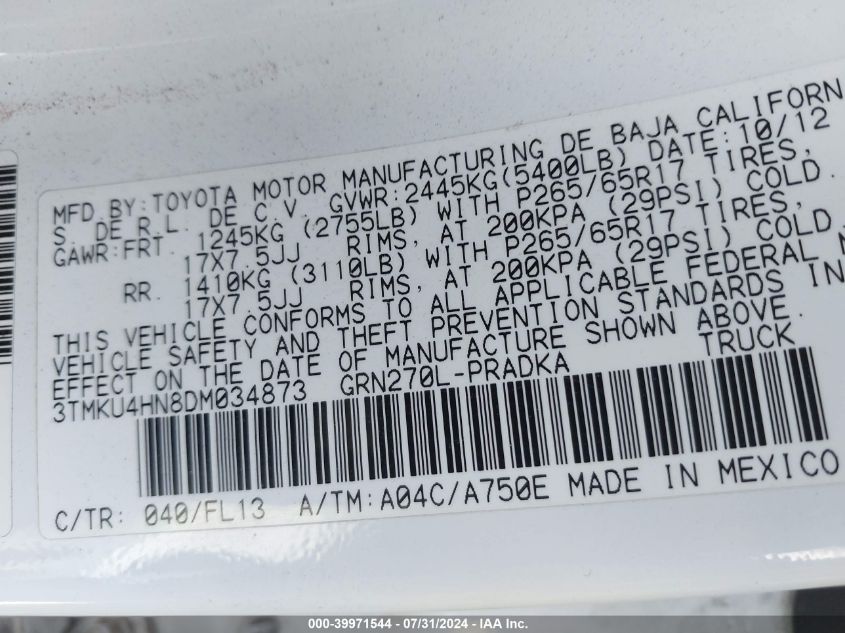 MFD.BY:TOYOTA MOTOR MANUFACTURING DE BAJA CALIFORN
S. DE R.L. DE C.V. GVWR:2445KG(5400LB) DATE:10/12
GAWR:FRT. 1245KG (2755LB) WITH P265/65R17 TIRES,
17X7.5JJ RIMS, AT 200KPA (29PSI) COLD.
RR. 1410KG (3110LB) WITH P265/65R17 TIRES,
17X7.5JJ RIMS, AT 200KPA (29PSI) COLD.
THIS VEHICLE CONFORMS TO ALL APPLICABLE FEDERAL
VEHICLE SAFETY AND THEFT PREVENTION STANDARDS IN
EFFECT ON THE DATE OF MANUFACTURE SHOWN ABOVE.
3TMKU4HN8DM034873 GRN270L-PRADKA TRUCK
C/TR: 040/FL13 A/TM:A04C/A750E MADE IN MEXICO
000-39971544 - 07/31/2024 - IAA Inc.